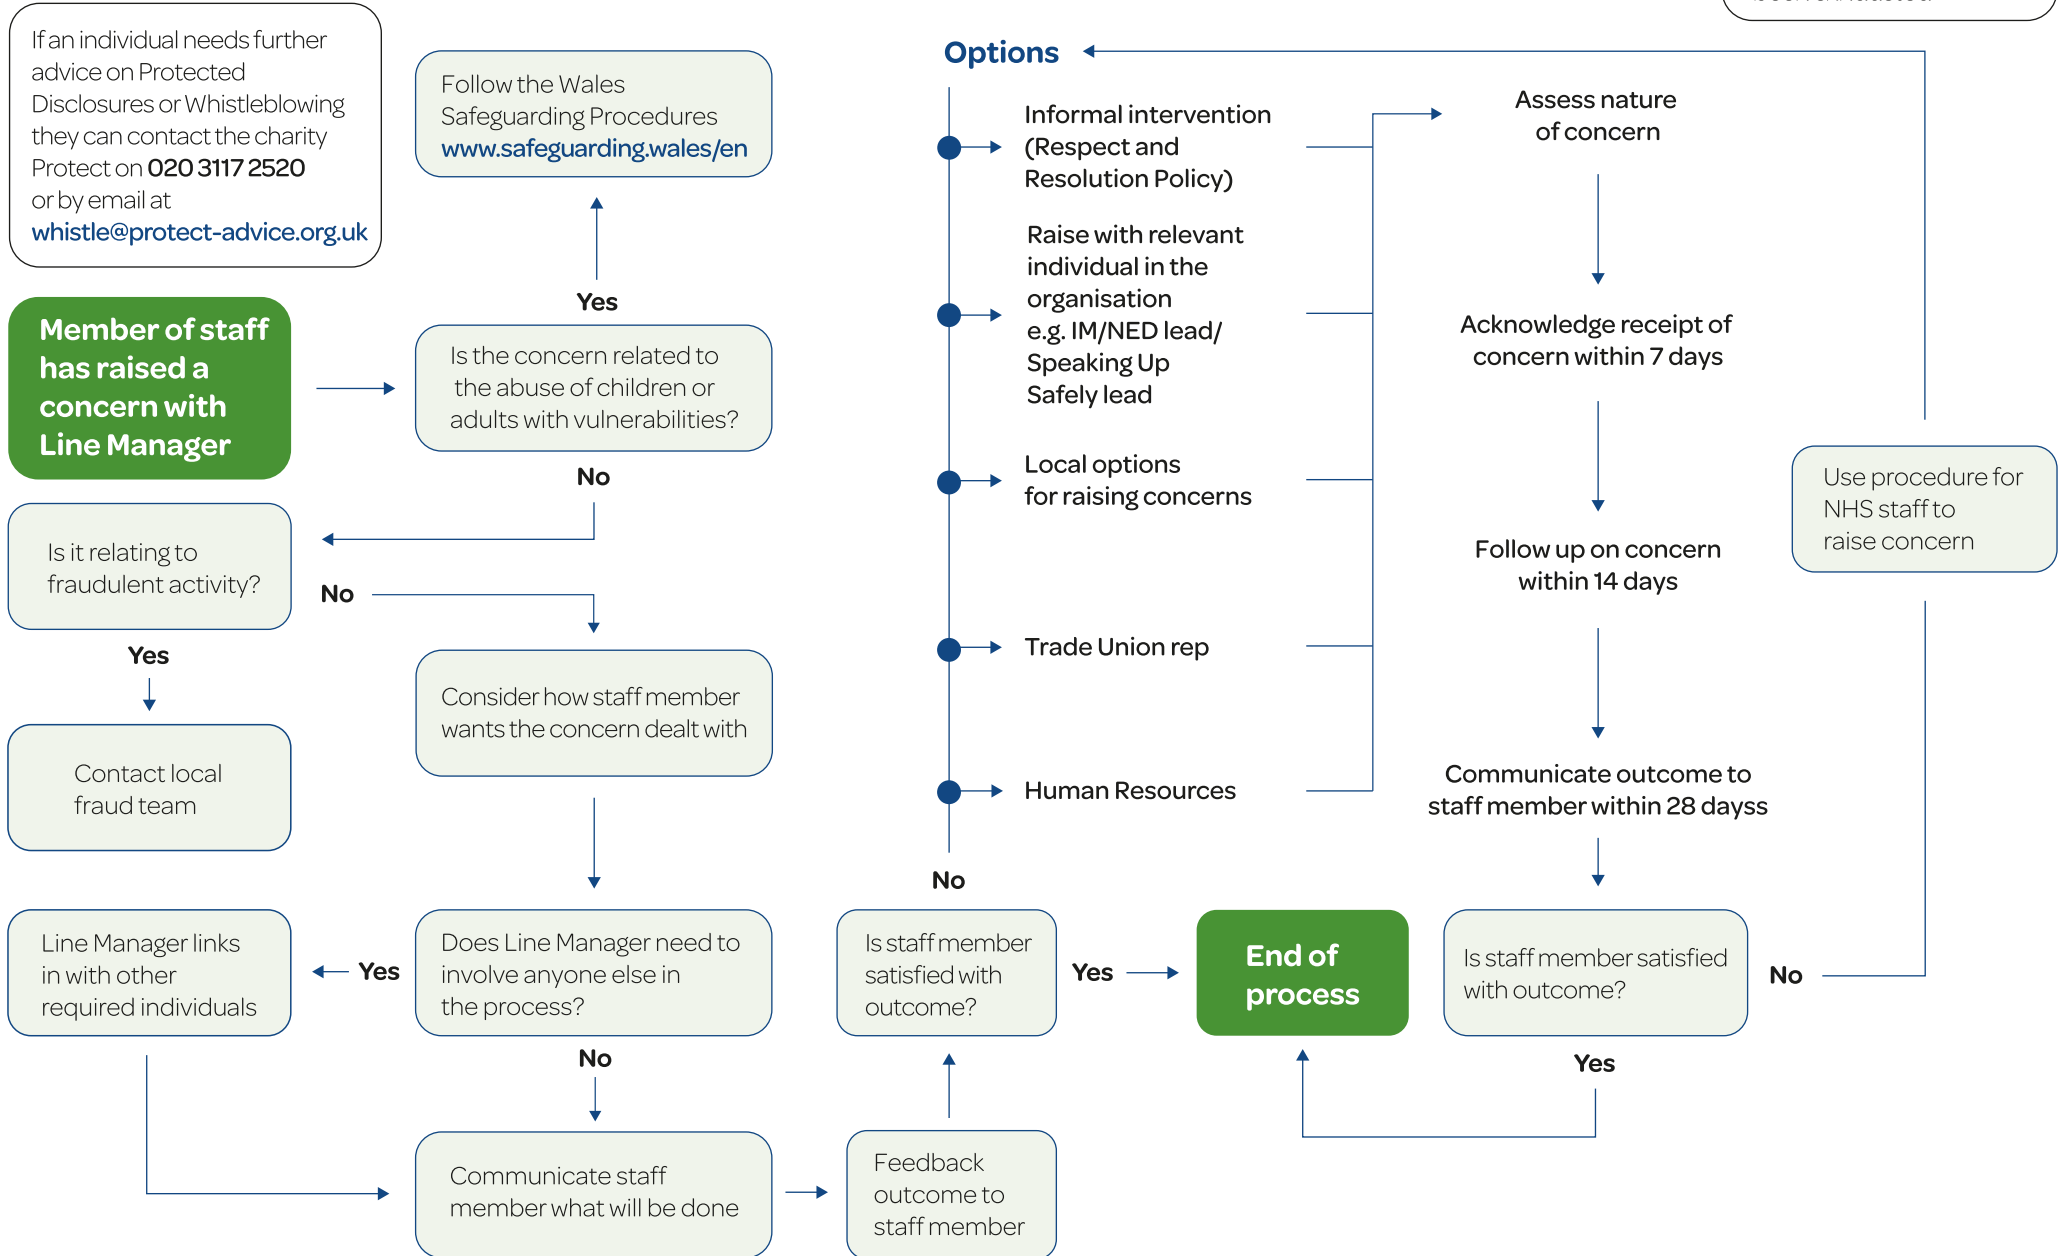 If an individual needs further
advice on Protected
Disclosures or Whistleblowing
they can contact the charity
Protect on 020 3117 2520
or by email at
whistle@protect-advice.org.uk
Follow the Wales
Safeguarding Procedures
www.safeguarding.wales/en
Yes
Member of staff
has raised a
concern with
Line Manager
Is the concern related to
the abuse of children or
adults with vulnerabilities?
No
Is it relating to
fraudulent activity?
No
Yes
Contact local
fraud team
Consider how staff member
wants the concern dealt with
Line Manager links
in with other
required individuals
Yes
Does Line Manager need to
involve anyone else in
the process?
No
Communicate staff
member what will be done
Feedback
outcome to
staff member
Is staff member
satisfied with
outcome?
Yes
End of
process
No
Options
Informal intervention
(Respect and
Resolution Policy)
Raise with relevant
individual in the
organisation
e.g. IM/NED lead/
Speaking Up
Safely lead
Local options
for raising concerns
Trade Union rep
Human Resources
Assess nature
of concern
Acknowledge receipt of
concern within 7 days
Follow up on concern
within 14 days
Communicate outcome to
staff member within 28 dayss
Is staff member satisfied
with outcome?
No
Yes
Use procedure for
NHS staff to
raise concern